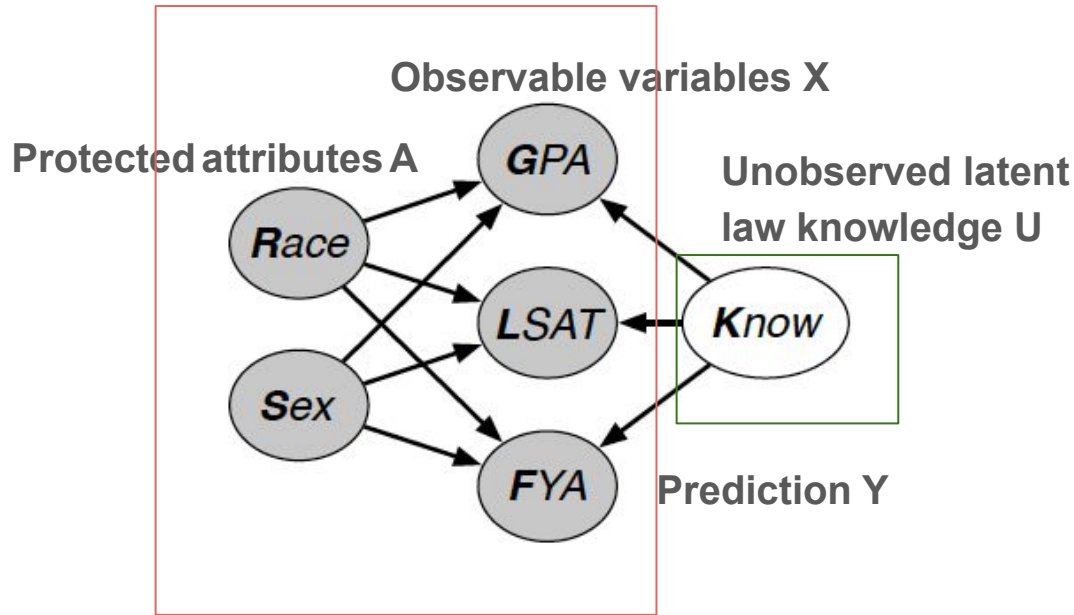 Observable variables X
Protected attributes A
GPA
Unobserved latent
law knowledge U
Race
LSAT
Know
Sex
FYA
Prediction Y